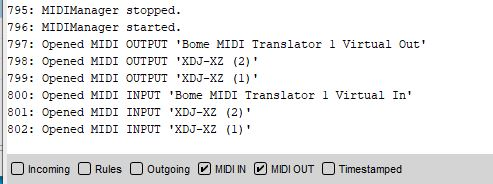 795: MIDIManager stopped.
796: MIDIManager started.
797: Opened MIDI OUTPUT 'Bome MIDI Translator 1 Virtual Out'
798: Opened MIDI OUTPUT 'XDJ-XZ (2)'
799: Opened MIDI OUTPUT 'XDJ-XZ (1)'
800: Opened MIDI INPUT 'Bome MIDI Translator 1 Virtual In'
801: Opened MIDI INPUT 'XDJ-XZ (2)'
802: Opened MIDI INPUT 'XDJ-XZ (1)'
Incoming Rules Outgoing MIDI IN MIDI OUT Timestamped